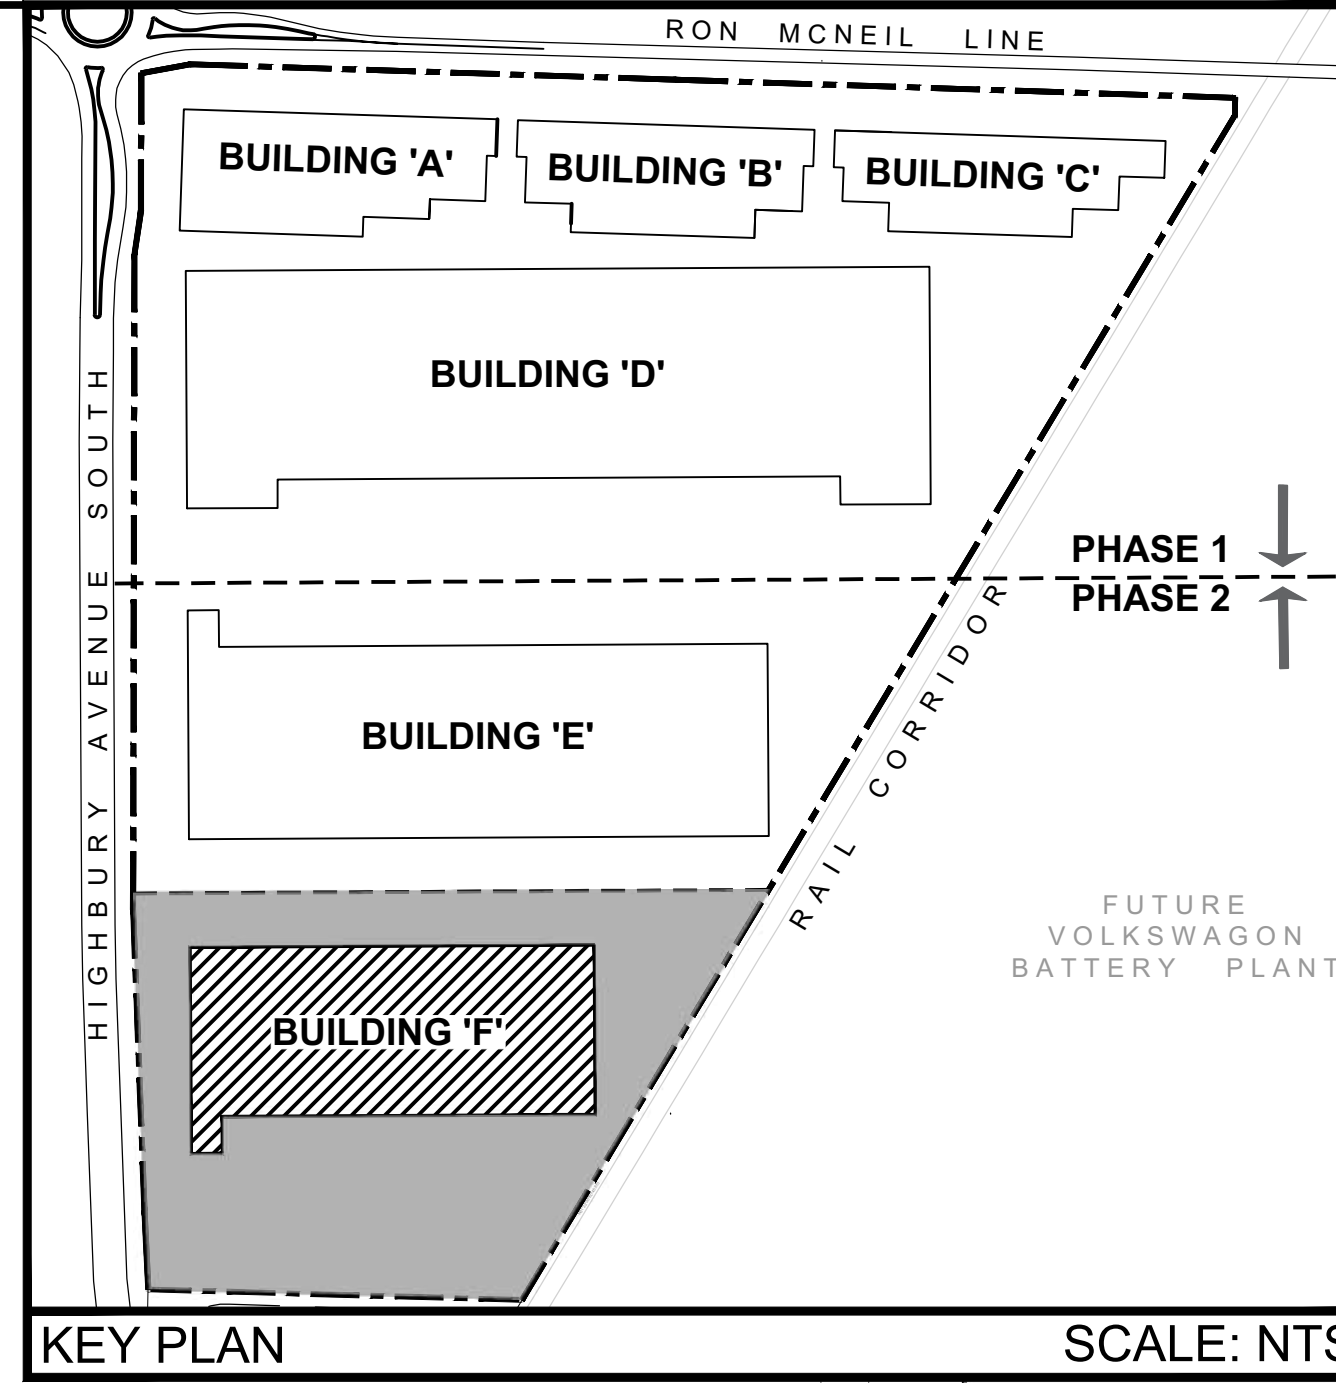 RON MCNEIL LINE
BUILDING 'A'
BUILDING 'B'
BUILDING 'C'
BUILDING 'D'
HIGHBURY AVENUE SOUTH
PHASE 1
PHASE 2
RAIL CORRIDOR
BUILDING 'E'
FUTURE
VOLKSWAGON
BATTERY PLANT
BUILDING 'F'
KEY PLAN
SCALE: NTS